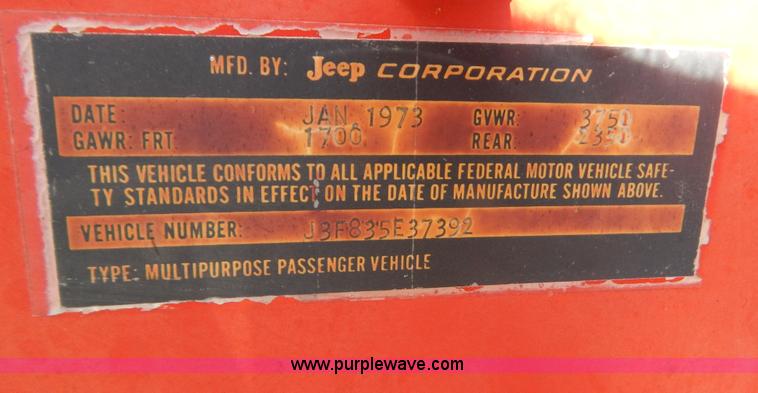 MFD. BY: Jeep CORPORATION
DATE: JAN 1973 GVWR: 3750
GAWR: FRT. 1700 REAR: 2350
THIS VEHICLE CONFORMS TO ALL APPLICABLE FEDERAL MOTOR VEHICLE SAFE-
TY STANDARDS IN EFFECT ON THE DATE OF MANUFACTURE SHOWN ABOVE.
VEHICLE NUMBER: J3F835E37392
TYPE: MULTIPURPOSE PASSENGER VEHICLE
www.purplewave.com